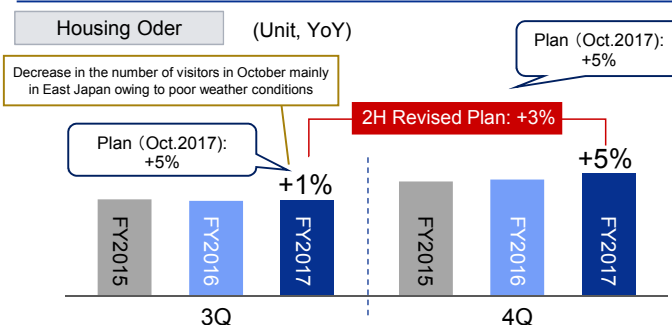 Housing Oder
(Unit, YoY)
Plan（Oct.2017):
+5%
Decrease in the number of visitors in October mainly
in East Japan owing to poor weather conditions
2H Revised Plan: +3%
Plan（Oct.2017):
+5%
+1%
+5%
FY2015
FY2016
FY2017
FY2015
FY2016
FY2017
3Q
4Q